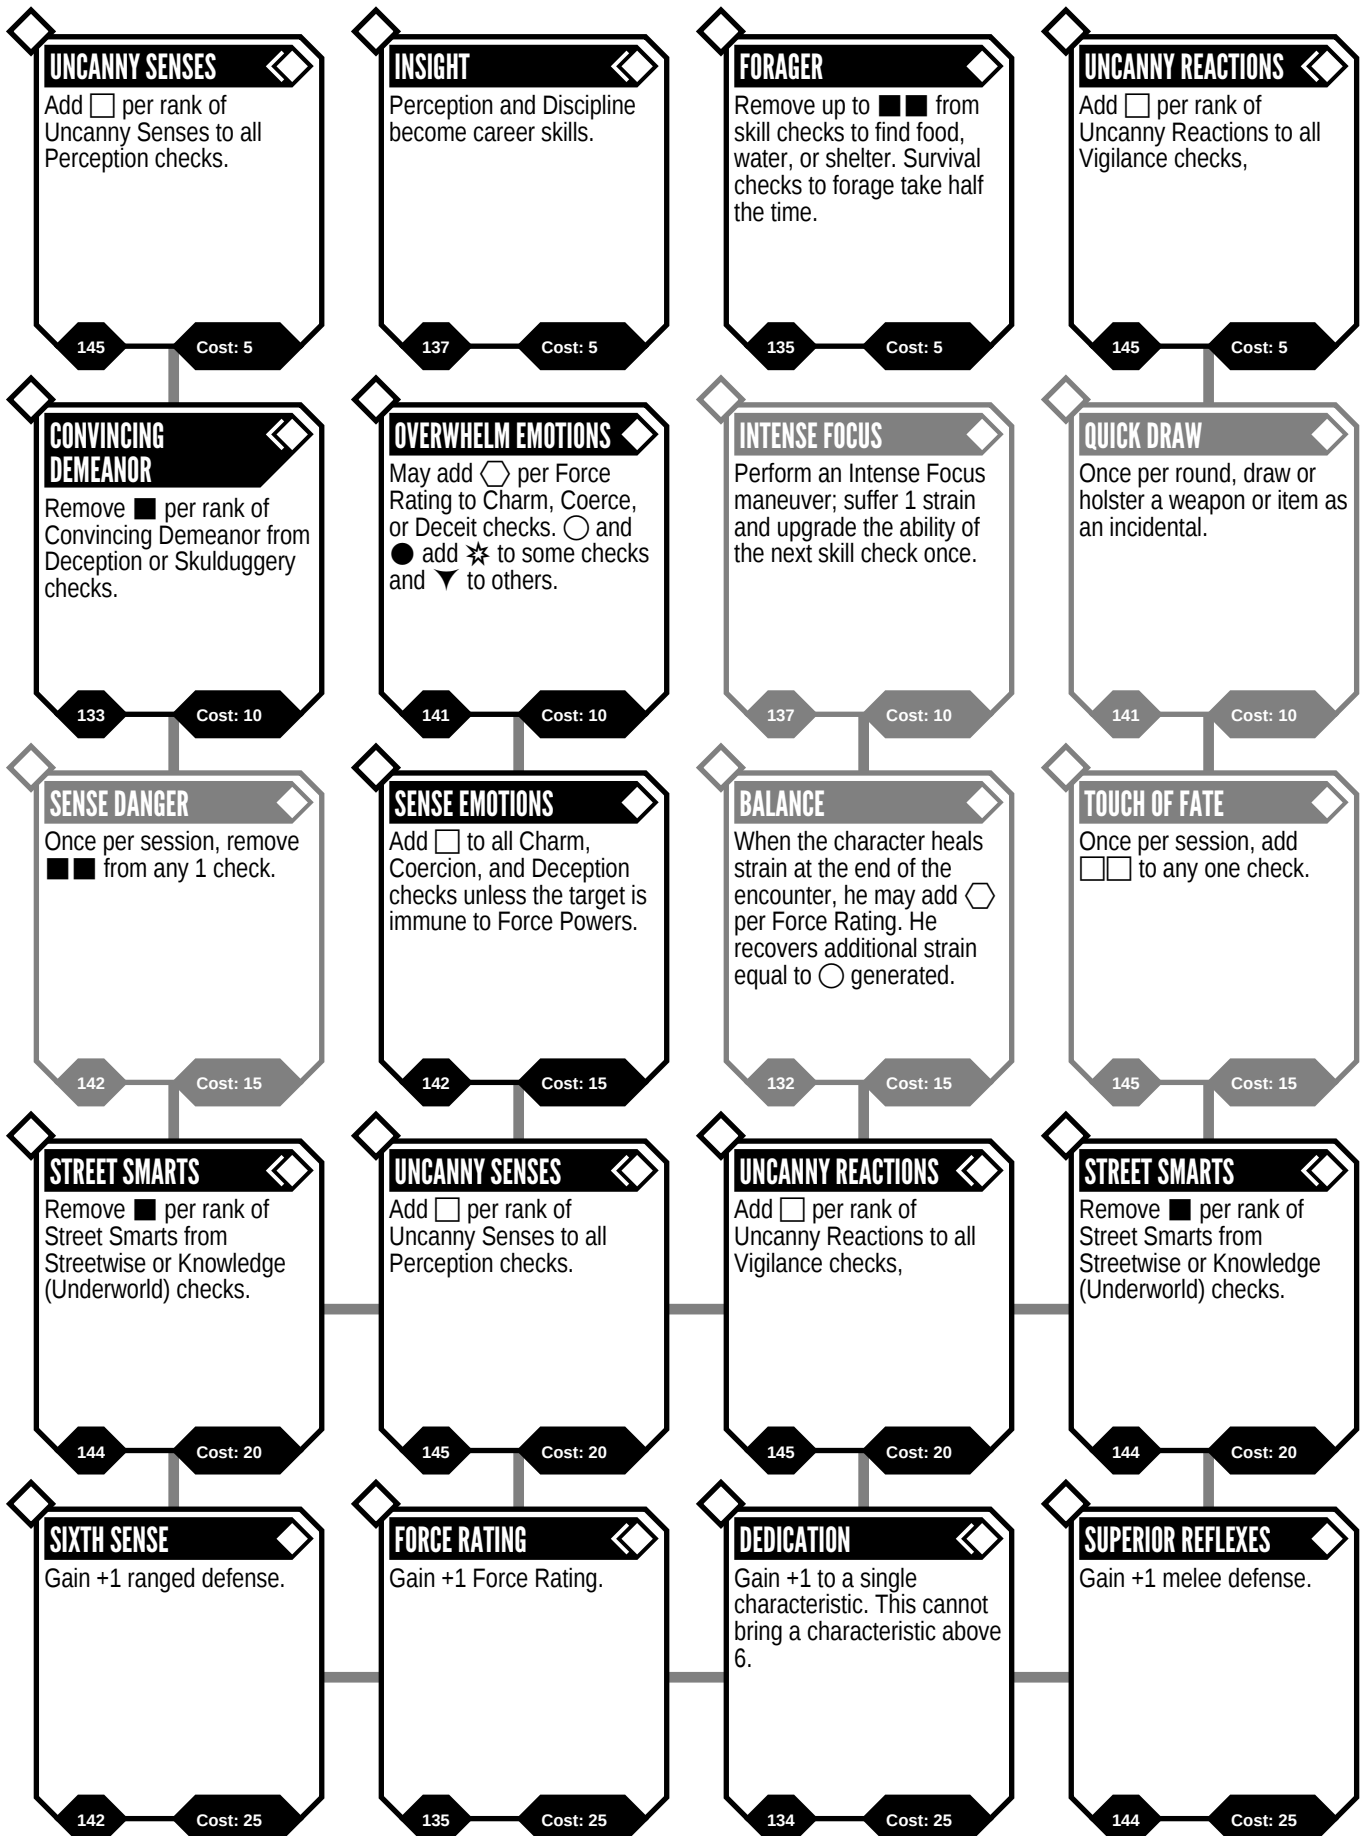 UNCANNY SENSES
Add □ per rank of
Uncanny Senses to all
Perception checks.
145
Cost: 5
INSIGHT
Perception and Discipline
become career skills.
137
Cost: 5
FORAGER
Remove up to ■■ from
skill checks to find food,
water, or shelter. Survival
checks to forage take half
the time.
135
Cost: 5
UNCANNY REACTIONS
Add □ per rank of
Uncanny Reactions to all
Vigilance checks,
145
Cost: 5
CONVINCING
DEMEANOR
Remove ■ per rank of
Convincing Demeanor from
Deception or Skulduggery
checks.
133
Cost: 10
OVERWHELM EMOTIONS
May add ⬡ per Force
Rating to Charm, Coerce,
or Deceit checks. ○ and
● add to some checks
and ▼ to others.
141
Cost: 10
INTENSE FOCUS
Perform an Intense Focus
maneuver; suffer 1 strain
and upgrade the ability of
the next skill check once.
137
Cost: 10
QUICK DRAW
Once per round, draw or
holster a weapon or item as
an incidental.
141
Cost: 10
SENSE DANGER
Once per session, remove
■■ from any 1 check.
142
Cost: 15
SENSE EMOTIONS
Add □ to all Charm,
Coercion, and Deception
checks unless the target is
immune to Force Powers.
142
Cost: 15
BALANCE
When the character heals
strain at the end of the
encounter, he may add ⬡
per Force Rating. He
recovers additional strain
equal to ○ generated.
132
Cost: 15
TOUCH OF FATE
Once per session, add
□□ to any one check.
145
Cost: 15
STREET SMARTS
Remove ■ per rank of
Street Smarts from
Streetwise or Knowledge
(Underworld) checks.
144
Cost: 20
UNCANNY SENSES
Add □ per rank of
Uncanny Senses to all
Perception checks.
145
Cost: 20
UNCANNY REACTIONS
Add □ per rank of
Uncanny Reactions to all
Vigilance checks,
145
Cost: 20
STREET SMARTS
Remove ■ per rank of
Street Smarts from
Streetwise or Knowledge
(Underworld) checks.
144
Cost: 20
SIXTH SENSE
Gain +1 ranged defense.
142
Cost: 25
FORCE RATING
Gain +1 Force Rating.
135
Cost: 25
DEDICATION
Gain +1 to a single
characteristic. This cannot
bring a characteristic above
6.
134
Cost: 25
SUPERIOR REFLEXES
Gain +1 melee defense.
144
Cost: 25